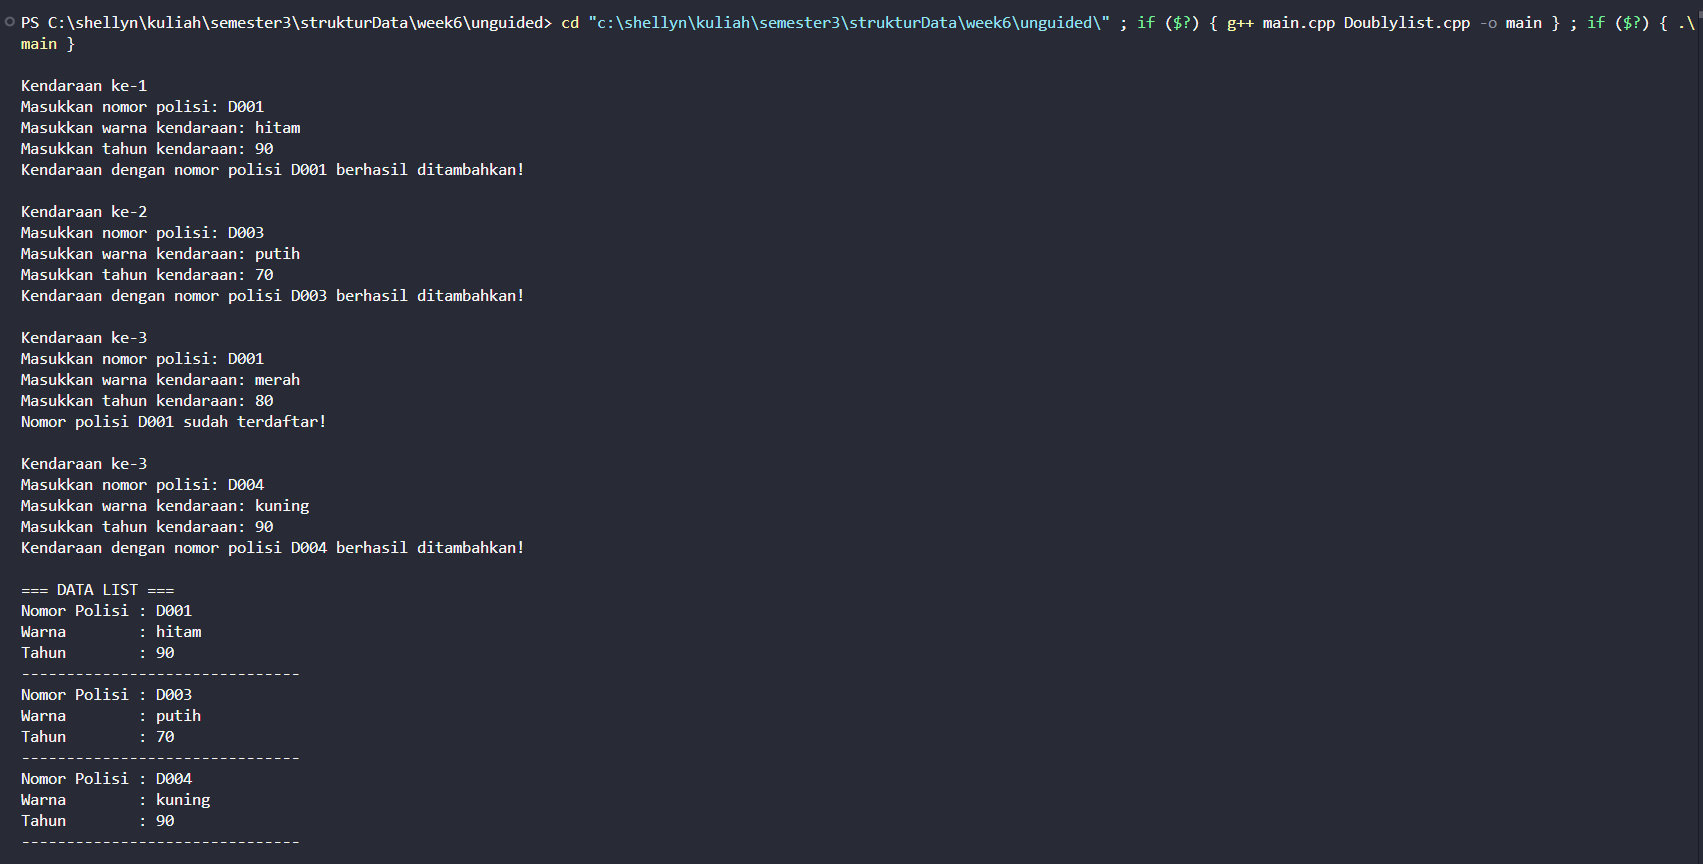 PS C:\shellyn\kuliah\semester3\strukturData\week6\unguided> cd "c:\shellyn\kuliah\semester3\strukturData\week6\unguided\" ; if ($?) { g++ main.cpp Doublylist.cpp -o main } ; if ($?) { .\
main }
Kendaraan ke-1
Masukkan nomor polisi: D001
Masukkan warna kendaraan: hitam
Masukkan tahun kendaraan: 90
Kendaraan dengan nomor polisi D001 berhasil ditambahkan!
Kendaraan ke-2
Masukkan nomor polisi: D003
Masukkan warna kendaraan: putih
Masukkan tahun kendaraan: 70
Kendaraan dengan nomor polisi D003 berhasil ditambahkan!
Kendaraan ke-3
Masukkan nomor polisi: D001
Masukkan warna kendaraan: merah
Masukkan tahun kendaraan: 80
Nomor polisi D001 sudah terdaftar!
Kendaraan ke-3
Masukkan nomor polisi: D004
Masukkan warna kendaraan: kuning
Masukkan tahun kendaraan: 90
Kendaraan dengan nomor polisi D004 berhasil ditambahkan!
=== DATA LIST ===
Nomor Polisi : D001
Warna        : hitam
Tahun        : 90
-------------------------------
Nomor Polisi : D003
Warna        : putih
Tahun        : 70
-------------------------------
Nomor Polisi : D004
Warna        : kuning
Tahun        : 90
-------------------------------